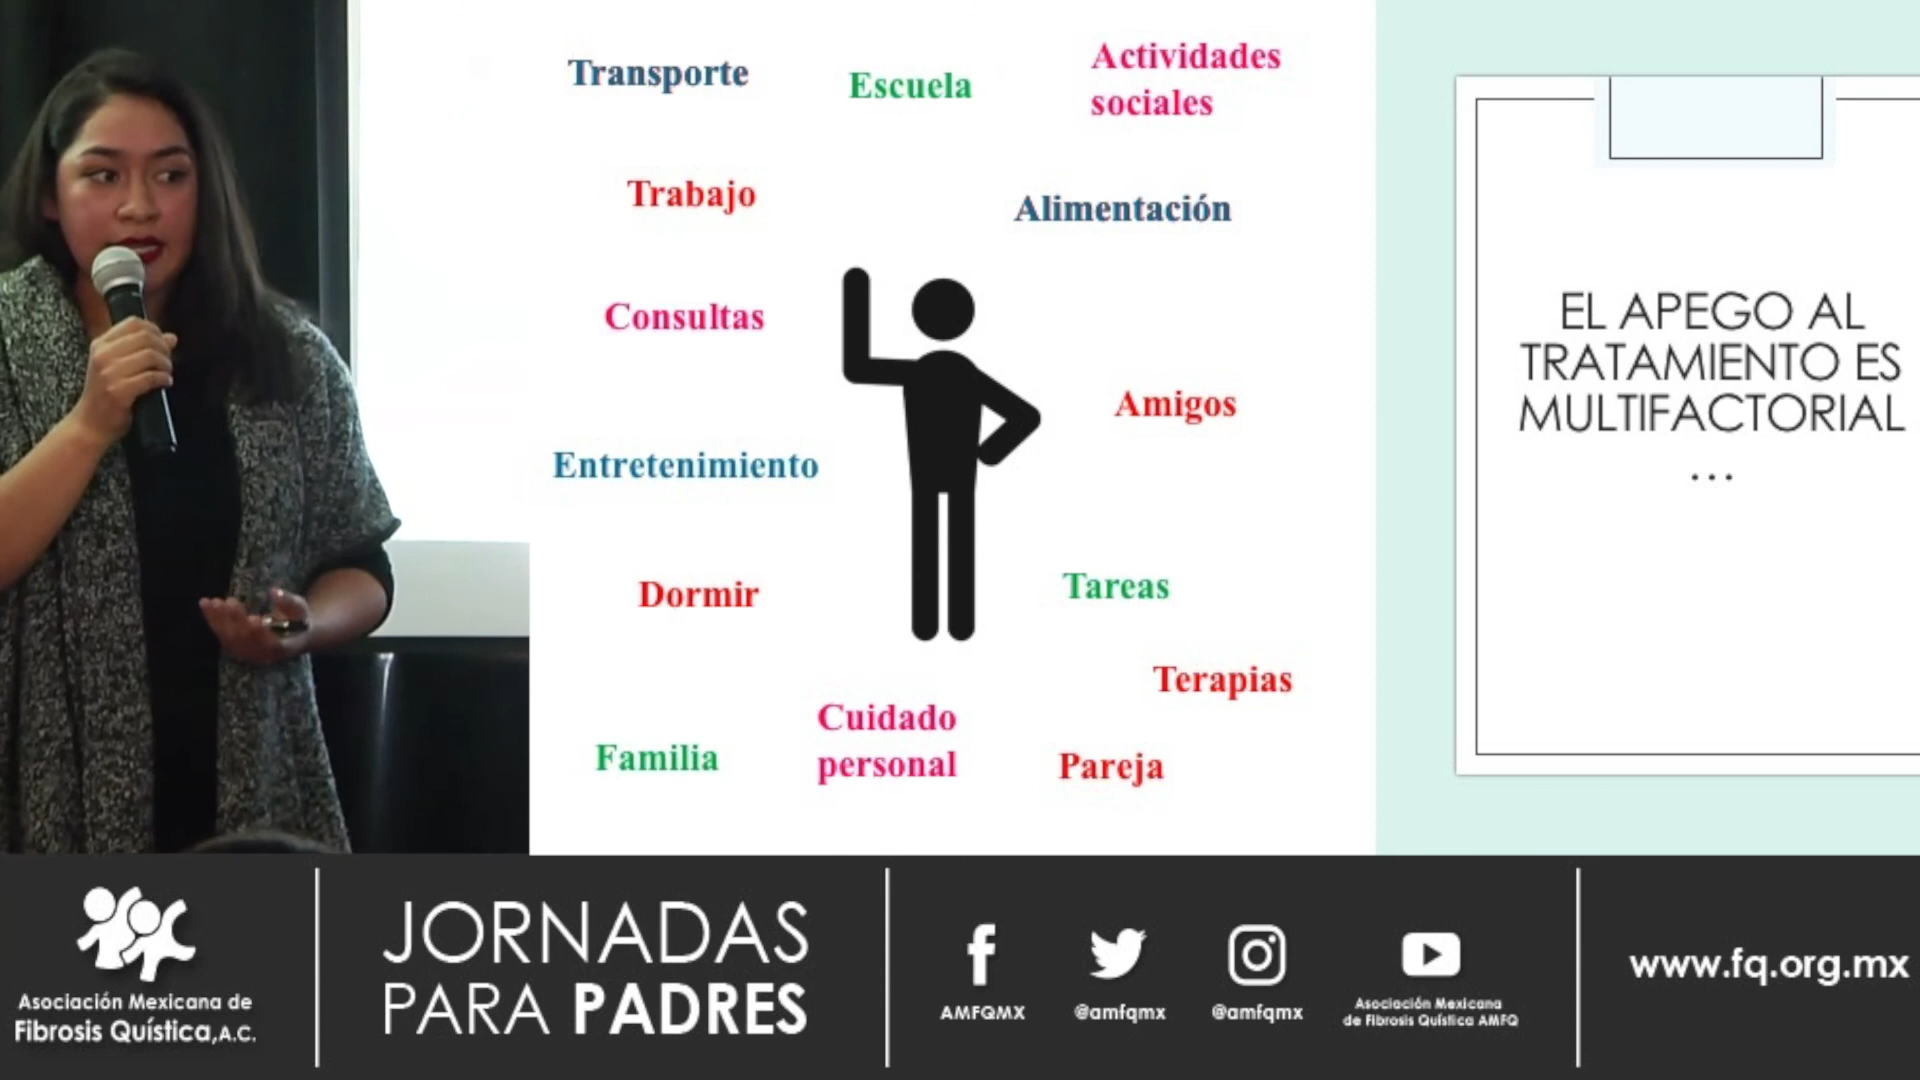 Transporte
Escuela
Actividades
sociales
Trabajo
Alimentación
Consultas
Amigos
Entretenimiento
Dormir
Tareas
Terapias
Cuidado
personal
Familia
Pareja
EL APEGO AL
TRATAMIENTO ES
MULTIFACTORIAL
...
Asociación Mexicana de
Fibrosis Quística, A.C.
JORNADAS
PARA PADRES
AMFQMX
@amfqmx
@amfqmx
Asociación Mexicana
de Fibrosis Quística AMFQ
www.fq.org.mx